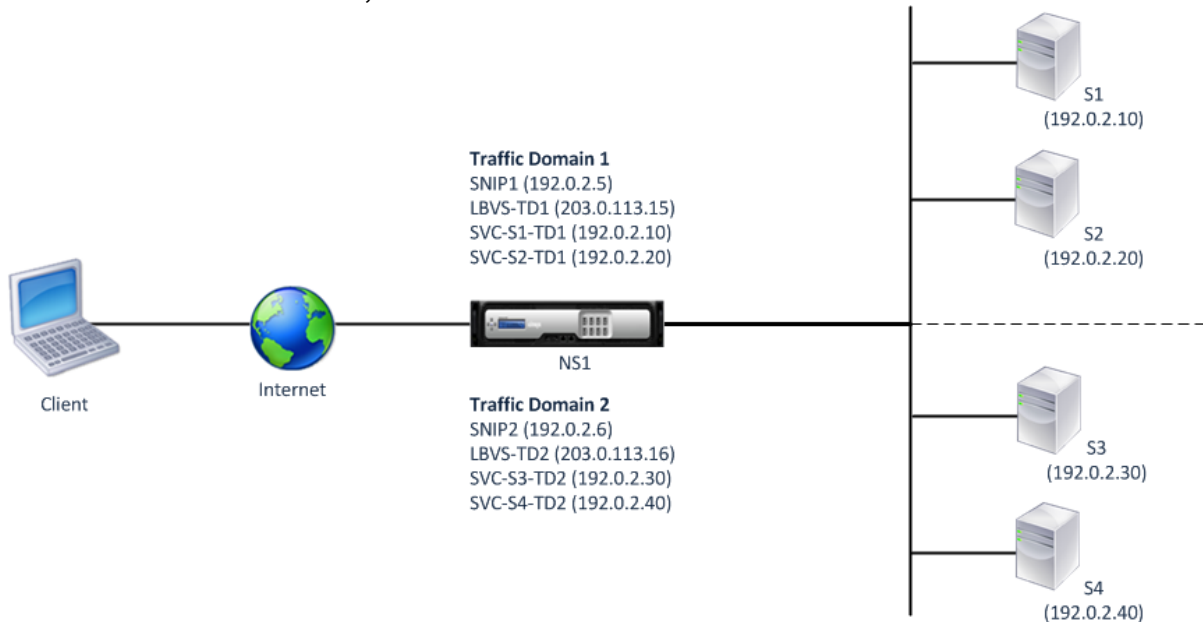 Traffic Domain 1
SNIP1 (192.0.2.5)
LBVS-TD1 (203.0.113.15)
SVC-S1-TD1 (192.0.2.10)
SVC-S2-TD1 (192.0.2.20)
S1
(192.0.2.10)
S2
(192.0.2.20)
Client
Internet
NS1
Traffic Domain 2
SNIP2 (192.0.2.6)
LBVS-TD2 (203.0.113.16)
SVC-S3-TD2 (192.0.2.30)
SVC-S4-TD2 (192.0.2.40)
S3
(192.0.2.30)
S4
(192.0.2.40)